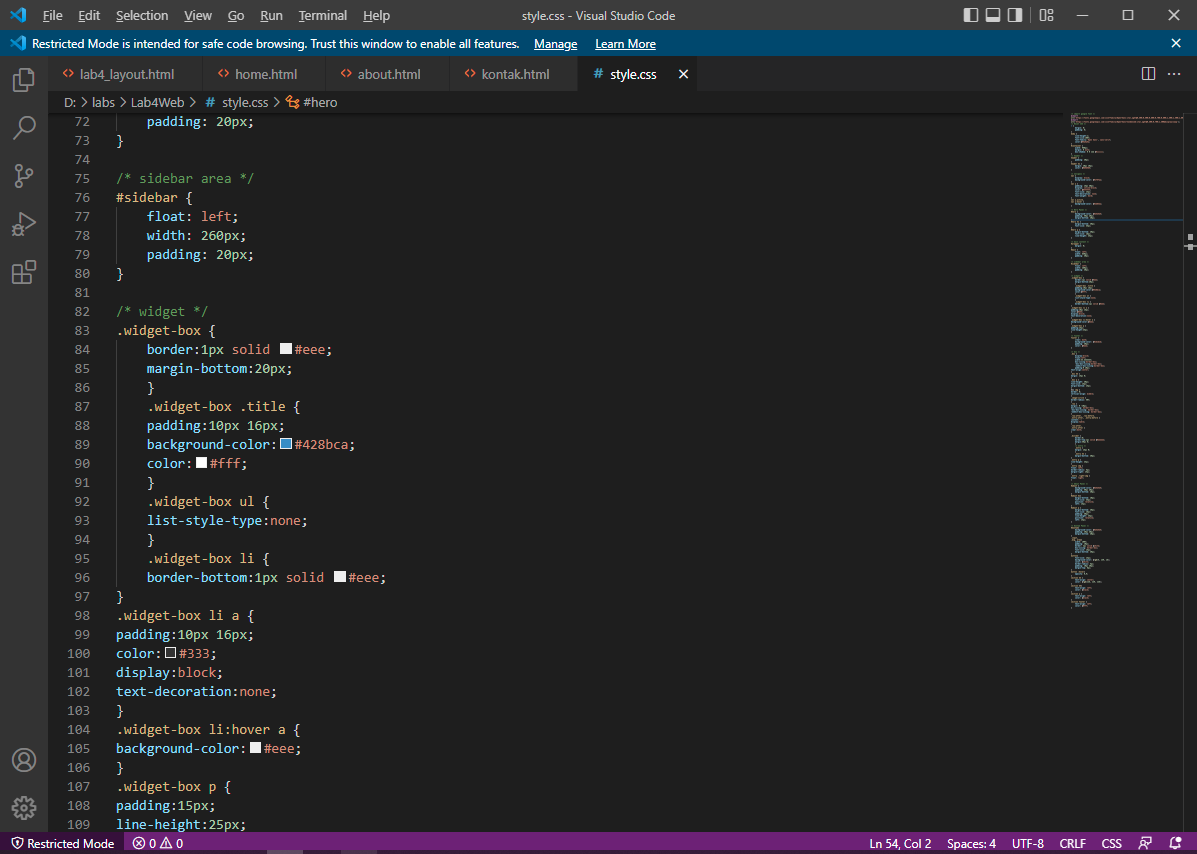 File Edit Selection View Go Run Terminal Help style.css - Visual Studio Code
Restricted Mode is intended for safe code browsing. Trust this window to enable all features. Manage Learn More
lab4_layout.html home.html about.html kontak.html # style.css
D: > labs > Lab4Web > # style.css > #hero
72 padding: 20px;
73 }
74
75 /* sidebar area */
76 #sidebar {
77 float: left;
78 width: 260px;
79 padding: 20px;
80 }
81
82 /* widget */
83 .widget-box {
84 border:1px solid #eee;
85 margin-bottom:20px;
86 }
87 .widget-box .title {
88 padding:10px 16px;
89 background-color:#428bca;
90 color:#fff;
91 }
92 .widget-box ul {
93 list-style-type:none;
94 }
95 .widget-box li {
96 border-bottom:1px solid #eee;
97 }
98 .widget-box li a {
99 padding:10px 16px;
100 color:#333;
101 display:block;
102 text-decoration:none;
103 }
104 .widget-box li:hover a {
105 background-color:#eee;
106 }
107 .widget-box p {
108 padding:15px;
109 line-height:25px;
Restricted Mode 0 0 Ln 54, Col 2 Spaces: 4 UTF-8 CRLF CSS